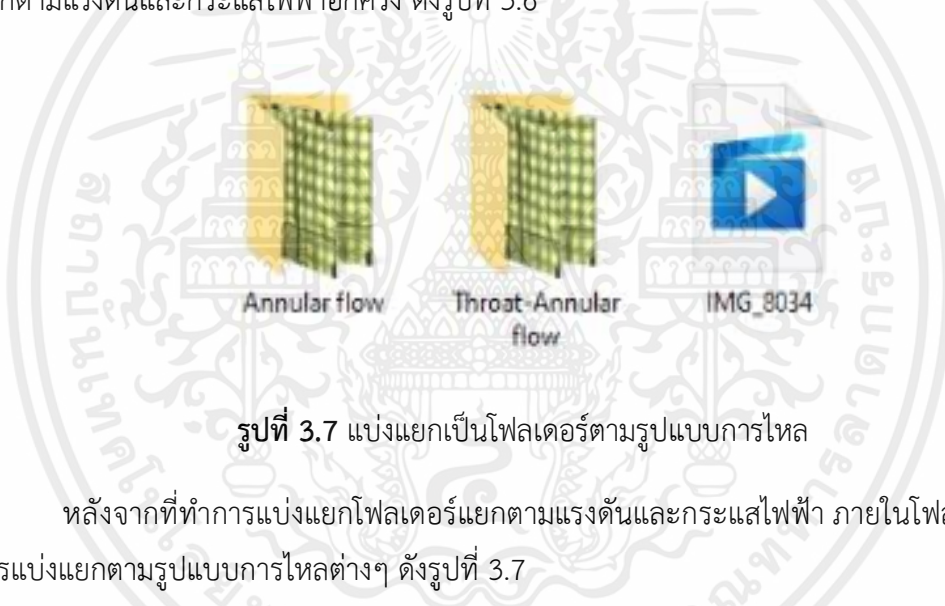 ตามแรงดันและกระแสไฟฟ้าอีกครั้ง ดังรูปที่ 3.6
Annular flow
Throat-Annular
flow
IMG_8034
รูปที่ 3.7 แบ่งแยกเป็นโฟลเดอร์ตามรูปแบบการไหล
หลังจากที่ทำการแบ่งแยกโฟลเดอร์แยกตามแรงดันและกระแสไฟฟ้า ภายในโฟล
รแบ่งแยกตามรูปแบบการไหลต่างๆ ดังรูปที่ 3.7